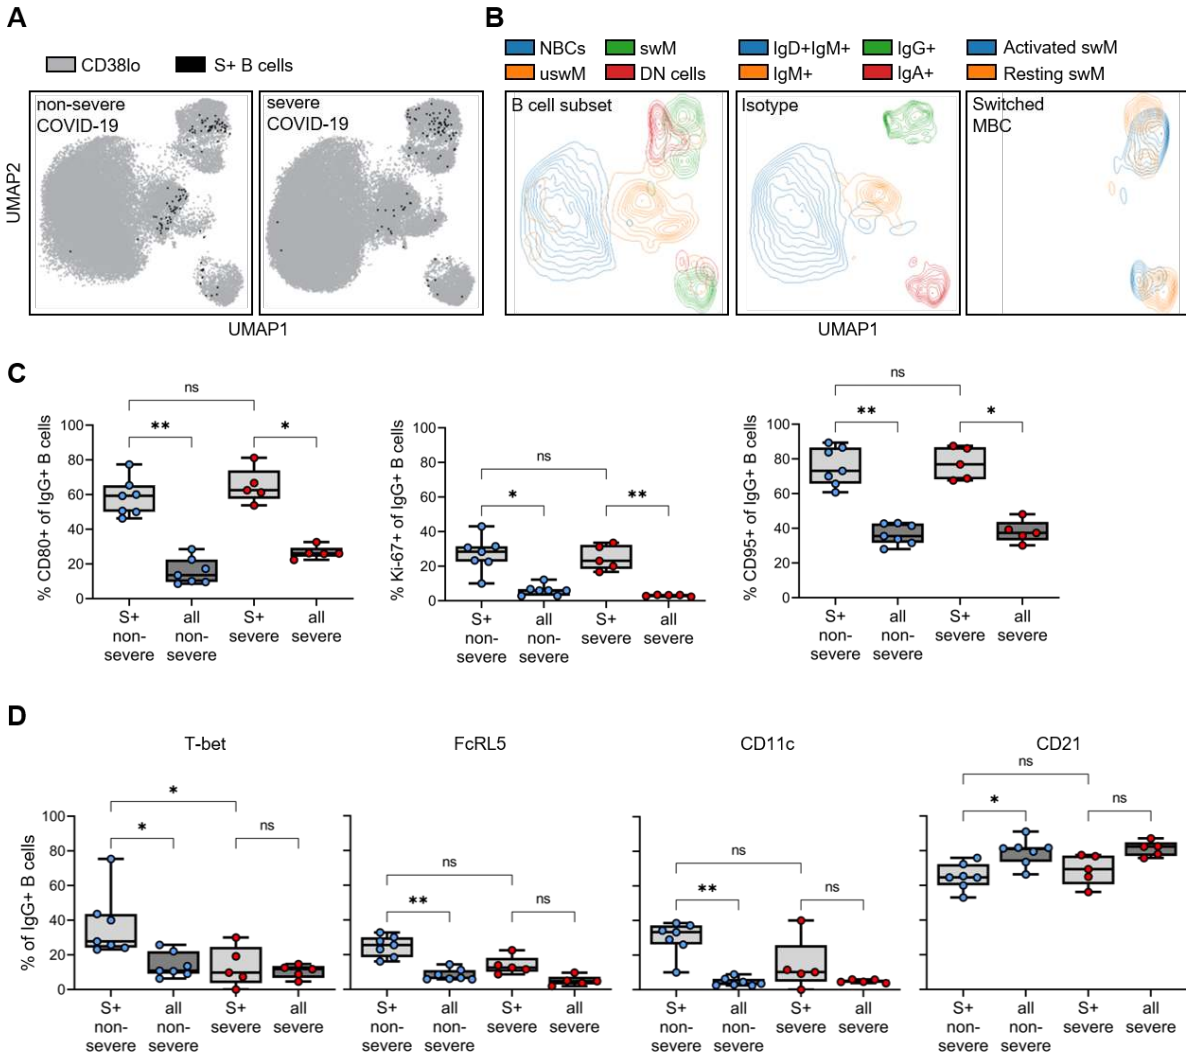 A
B
CD38lo
S+ B cells
NBCs
swM
uswM
DN cells
IgD+IgM+
IgG+
IgM+
IgA+
Activated swM
Resting swM
non-severe
COVID-19
severe
COVID-19
B cell subset
Isotype
Switched
MBC
UMAP2
UMAP1
UMAP1
C
% CD80+ of IgG+ B cells
100
80
60
40
20
0
ns
**
*
S+
non-
severe
all
non-
severe
S+
severe
all
severe
% Ki-67+ of IgG+ B cells
100
80
60
40
20
0
ns
*
**
S+
non-
severe
all
non-
severe
S+
severe
all
severe
% CD95+ of IgG+ B cells
100
80
60
40
20
0
ns
**
*
S+
non-
severe
all
non-
severe
S+
severe
all
severe
D
T-bet
FcRL5
CD11c
CD21
% of IgG+ B cells
100
80
60
40
20
0
*
*
ns
S+
non-
severe
all
non-
severe
S+
severe
all
severe
ns
**
ns
S+
non-
severe
all
non-
severe
S+
severe
all
severe
ns
**
ns
S+
non-
severe
all
non-
severe
S+
severe
all
severe
ns
*
ns
S+
non-
severe
all
non-
severe
S+
severe
all
severe